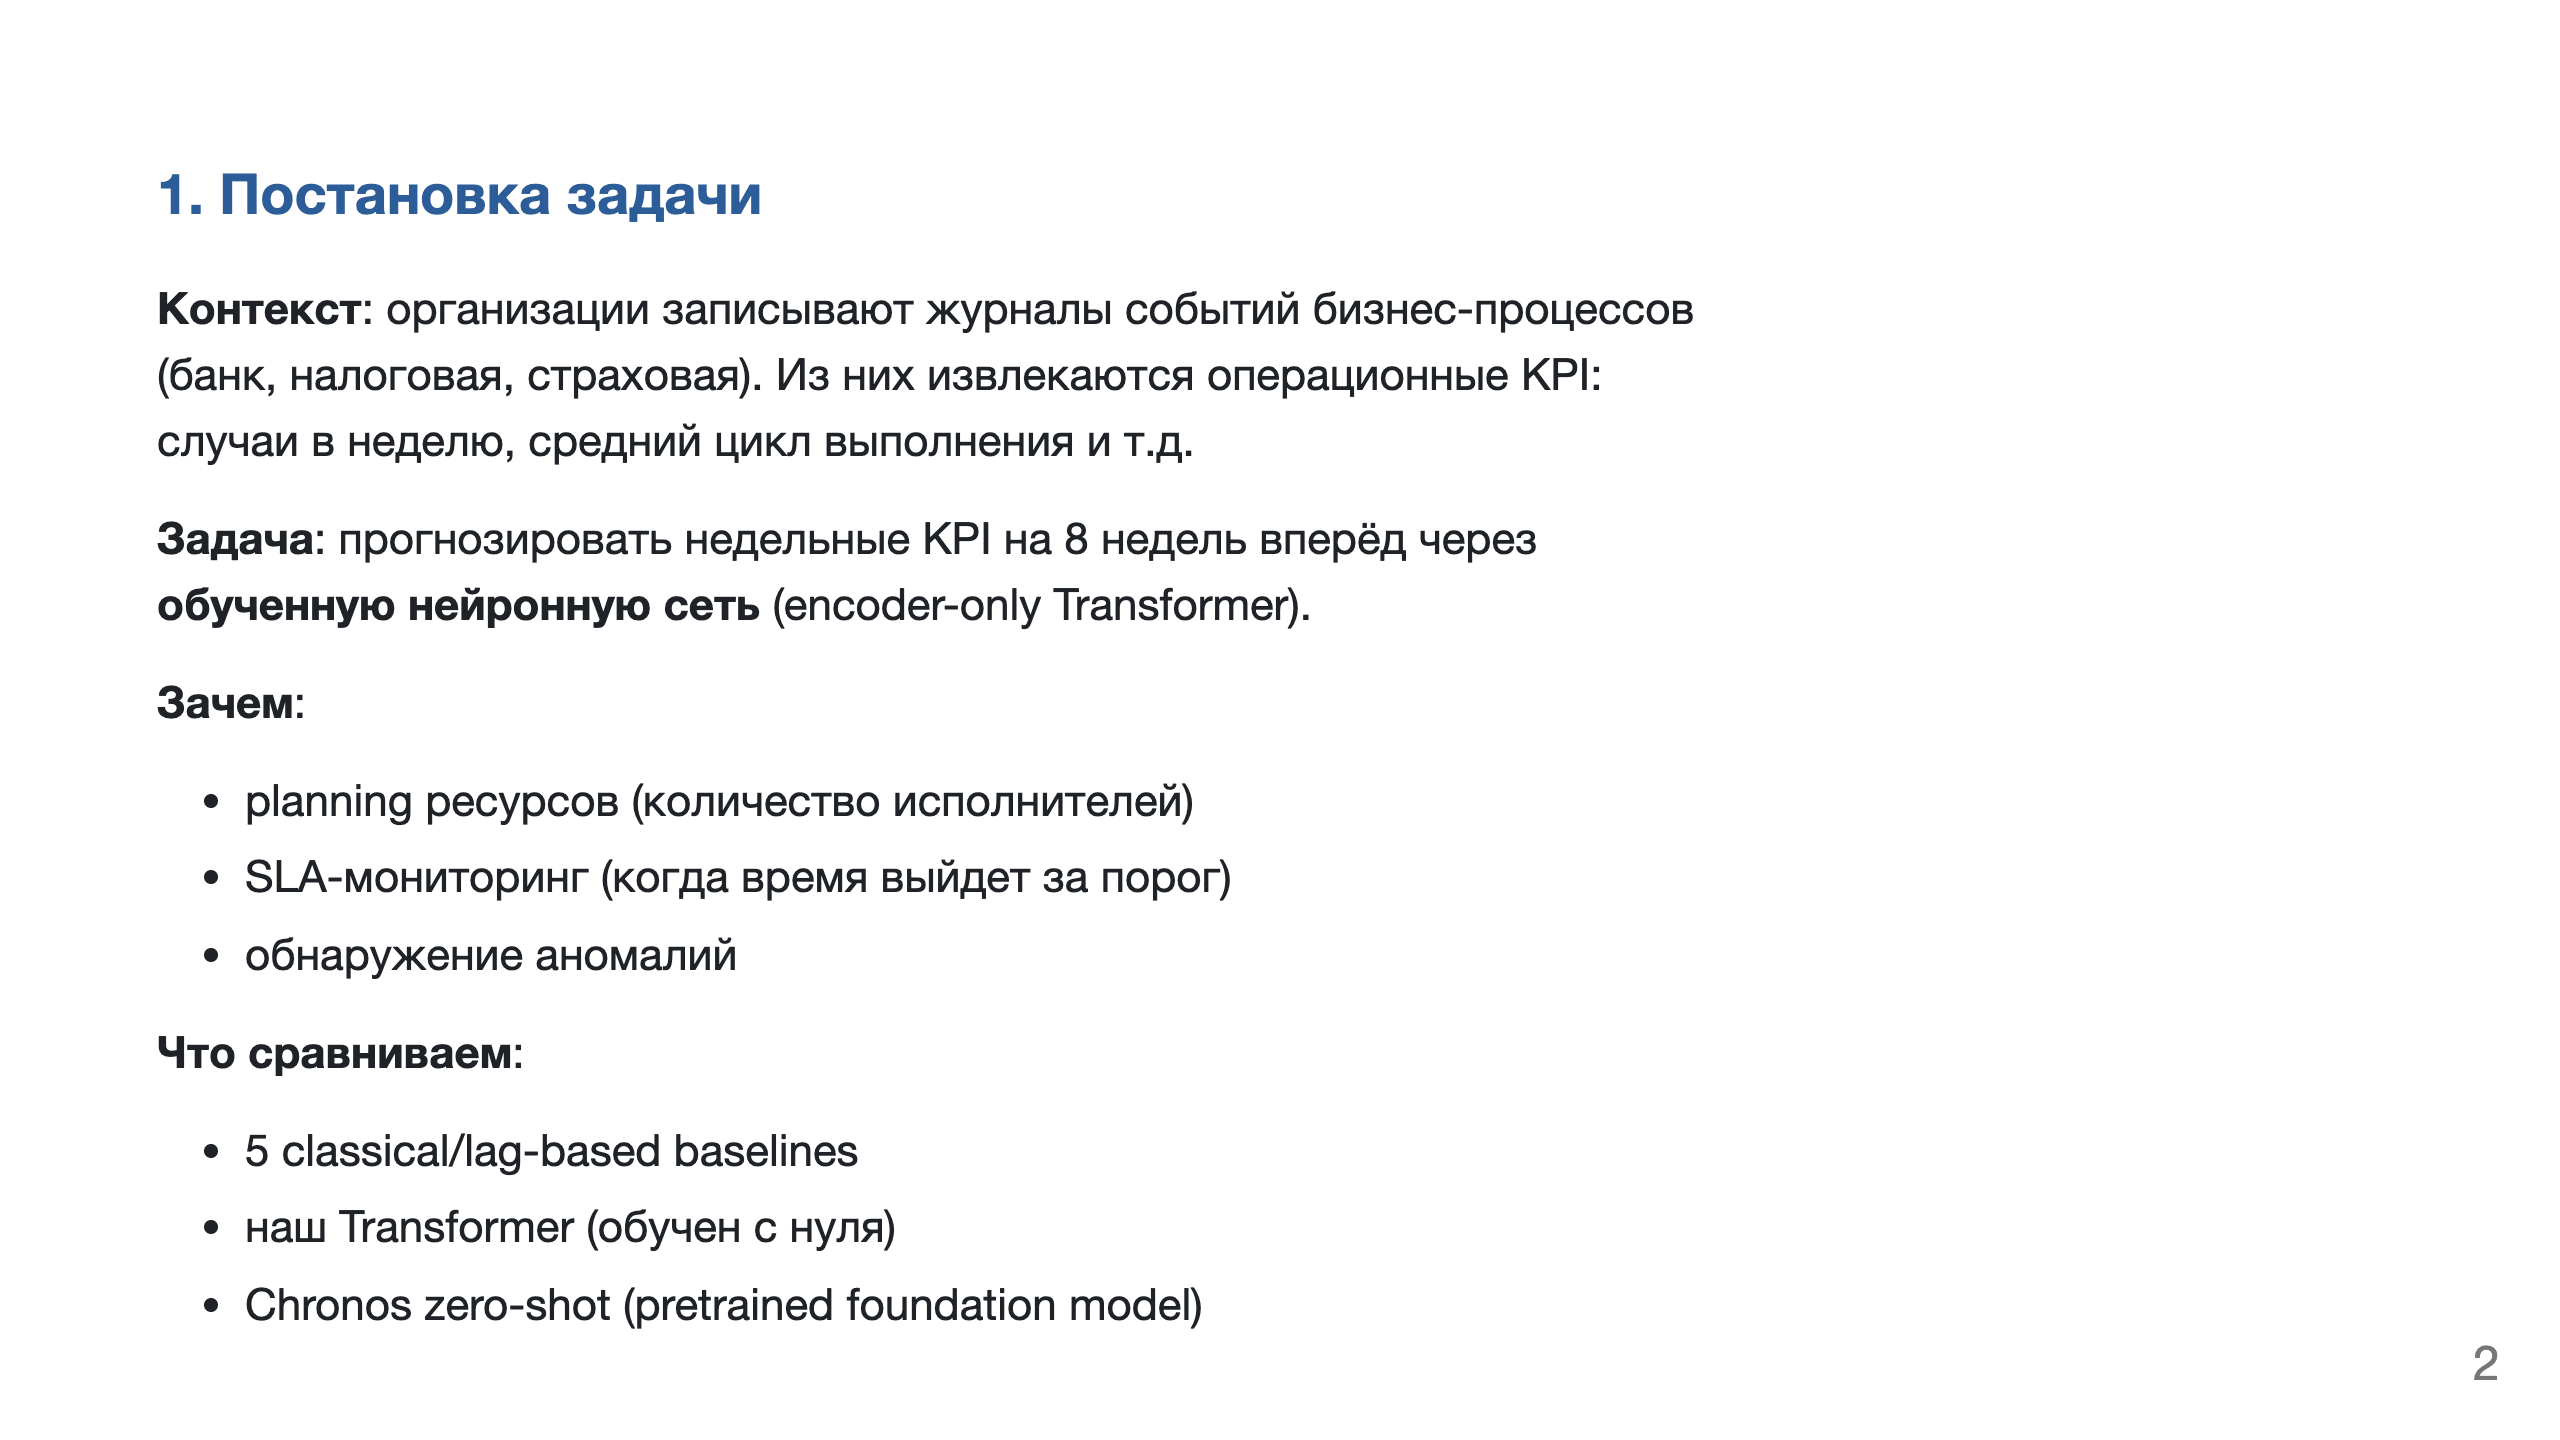 1. Постановка задачи
Контекст: организации записывают журналы событий бизнес-процессов
(банк, налоговая, страховая). Из них извлекаются операционные KPI:
случаи в неделю, средний цикл выполнения и т.д.
Задача: прогнозировать недельные KPI на 8 недель вперёд через
обученную нейронную сеть (encoder-only Transformer).
Зачем:
• planning ресурсов (количество исполнителей)
• SLA-мониторинг (когда время выйдет за порог)
• обнаружение аномалий
Что сравниваем:
• 5 classical/lag-based baselines
• наш Transformer (обучен с нуля)
• Chronos zero-shot (pretrained foundation model)
2